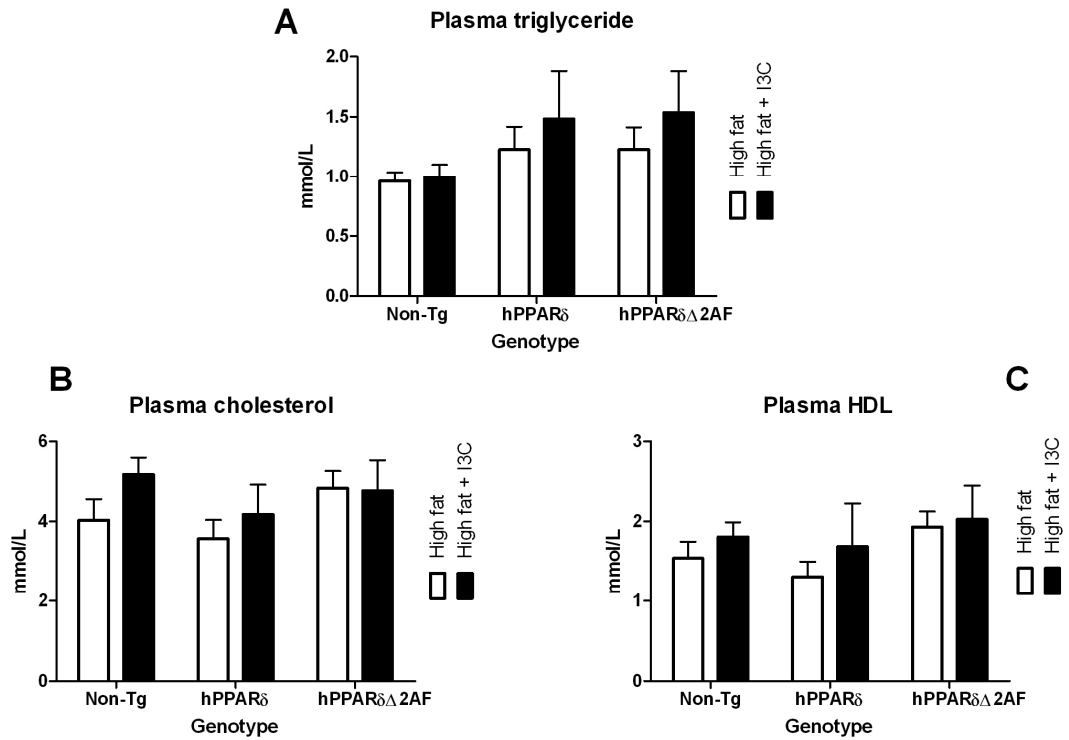 A
Plasma triglyceride
2.0
1.5
1.0
0.5
0.0
mmol/L
Non-Tg
hPPARδ
hPPARδΔ2AF
Genotype
High fat
High fat + I3C
B
Plasma cholesterol
6
4
2
0
mmol/L
Non-Tg
hPPARδ
hPPARδΔ2AF
Genotype
High fat
High fat + I3C
C
Plasma HDL
3
2
1
0
mmol/L
Non-Tg
hPPARδ
hPPARδΔ2AF
Genotype
High fat
High fat + I3C